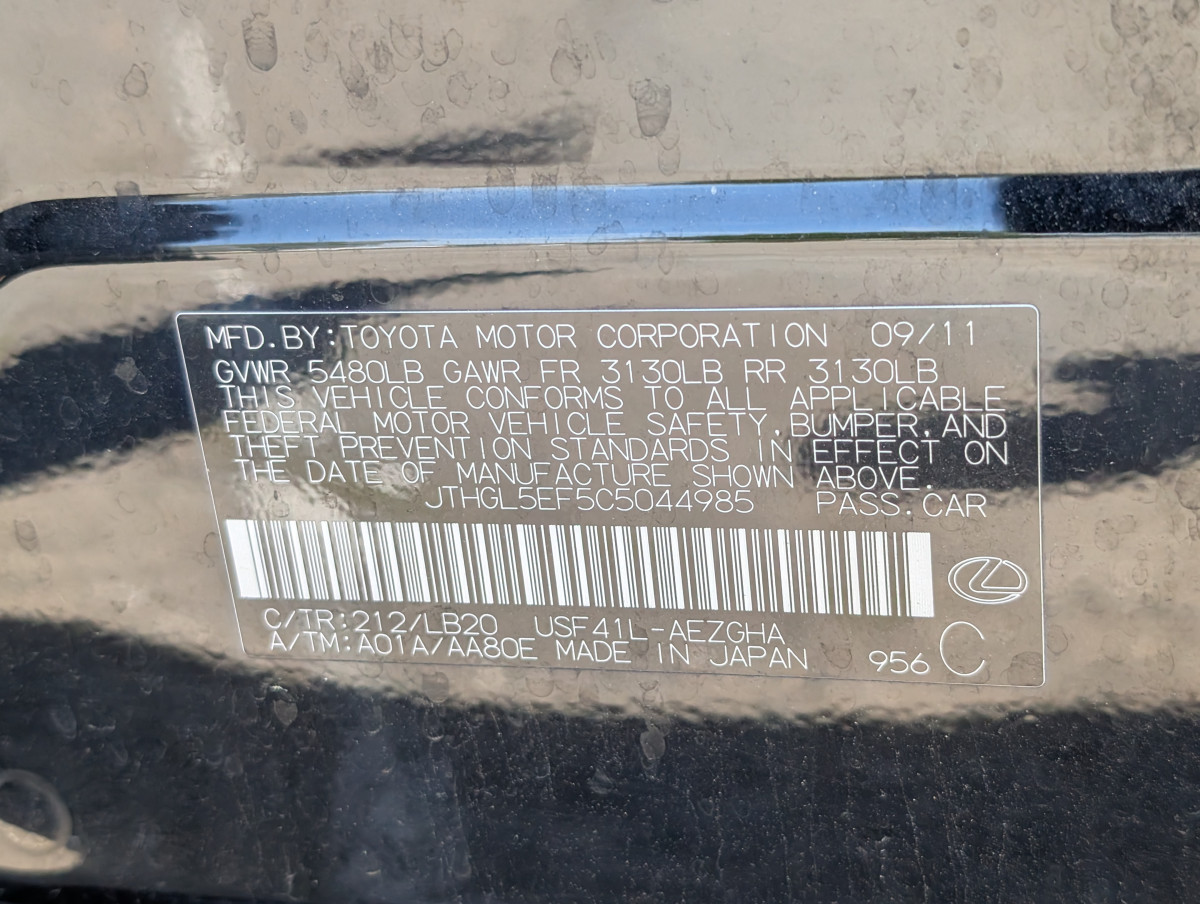 MFD.BY:TOYOTA MOTOR CORPORATION 09/11
GVWR 5480LB GAWR FR 3130LB RR 3130LB
THIS VEHICLE CONFORMS TO ALL APPLICABLE
FEDERAL MOTOR VEHICLE SAFETY,BUMPER,AND
THEFT PREVENTION STANDARDS IN EFFECT ON
THE DATE OF MANUFACTURE SHOWN ABOVE.
JTHGL5EF5C5044985 PASS.CAR
C/TR:212/LB20 USF41L-AEZGHA
A/TM:A01A/AA80E MADE IN JAPAN 956 C